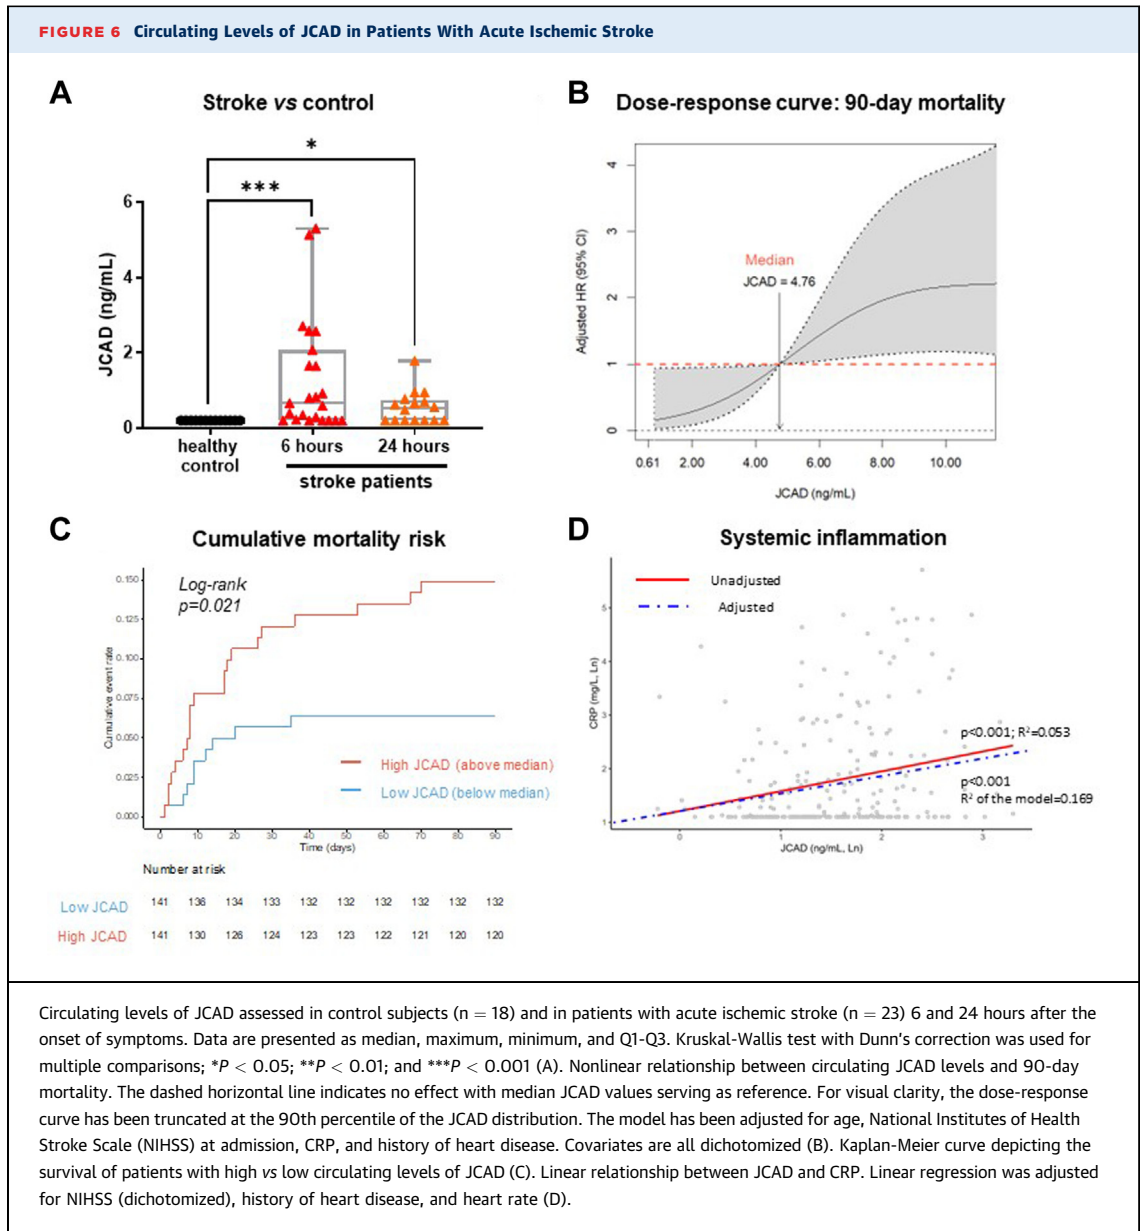 FIGURE 6 Circulating Levels of JCAD in Patients With Acute Ischemic Stroke
A
Stroke vs control
*
***
JCAD (ng/mL)
6
4
2
0
healthy control
6 hours
24 hours
stroke patients
B
Dose-response curve: 90-day mortality
Adjusted HR (95% CI)
4
3
2
1
0
Median
JCAD = 4.76
0.61 2.00 4.00 6.00 8.00 10.00
JCAD (ng/mL)
C
Cumulative mortality risk
Log-rank
p=0.021
Cumulative event rate
0.150
0.125
0.100
0.075
0.050
0.025
0.000
High JCAD (above median)
Low JCAD (below median)
0 10 20 30 40 50 60 70 80 90
Time (days)
Number at risk
Low JCAD 141 136 134 133 132 132 132 132 132 132
High JCAD 141 130 126 124 123 123 122 121 120 120
D
Systemic inflammation
Unadjusted
Adjusted
CRP (mg/L, Ln)
5
4
3
2
1
p<0.001; R²=0.053
p<0.001
R² of the model=0.169
0 1 2 3
JCAD (ng/mL, Ln)
Circulating levels of JCAD assessed in control subjects (n = 18) and in patients with acute ischemic stroke (n = 23) 6 and 24 hours after the
onset of symptoms. Data are presented as median, maximum, minimum, and Q1-Q3. Kruskal-Wallis test with Dunn's correction was used for
multiple comparisons; *P < 0.05; **P < 0.01; and ***P < 0.001 (A). Nonlinear relationship between circulating JCAD levels and 90-day
mortality. The dashed horizontal line indicates no effect with median JCAD values serving as reference. For visual clarity, the dose-response
curve has been truncated at the 90th percentile of the JCAD distribution. The model has been adjusted for age, National Institutes of Health
Stroke Scale (NIHSS) at admission, CRP, and history of heart disease. Covariates are all dichotomized (B). Kaplan-Meier curve depicting the
survival of patients with high vs low circulating levels of JCAD (C). Linear relationship between JCAD and CRP. Linear regression was adjusted
for NIHSS (dichotomized), history of heart disease, and heart rate (D).